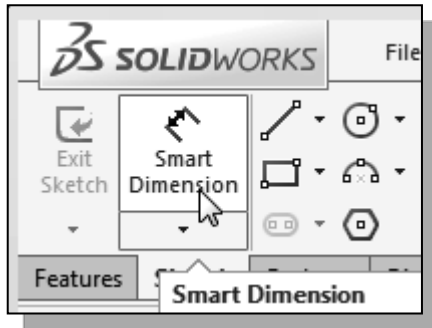 SOLIDWORKS File
Exit Sketch
Smart Dimension
Features
Smart Dimension